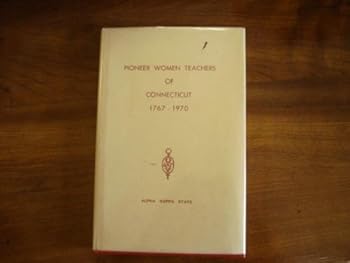 PIONEER WOMEN TEACHERS
OF
CONNECTICUT
1767 - 1970
ALPHA KAPPA STATE